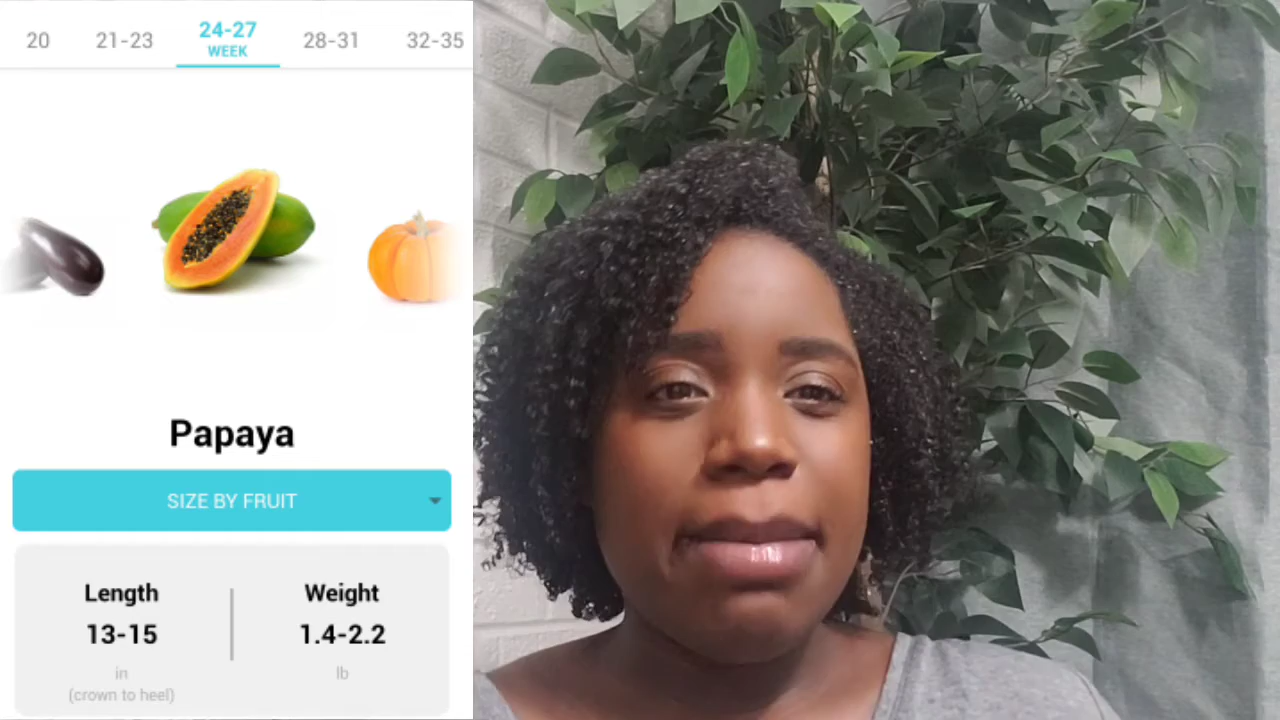 20 21-23 24-27 28-31 32-35
WEEK
Papaya
SIZE BY FRUIT
Length Weight
13-15 1.4-2.2
in lb
(crown to heel)